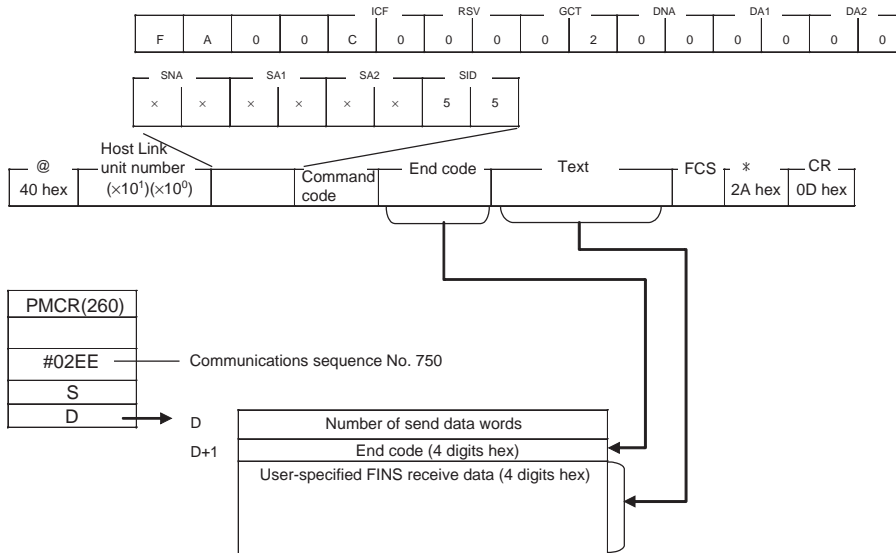 ICF RSV GCT DNA DA1 DA2
F A 0 0 C 0 0 0 0 2 0 0 0 0 0 0
SNA SA1 SA2 SID
× × × × × × 5 5
@ Host Link unit number (×10¹)(×10⁰) Command code End code Text FCS * CR
40 hex 2A hex 0D hex
PMCR(260)
#02EE Communications sequence No. 750
S
D D Number of send data words
D+1 End code (4 digits hex)
User-specified FINS receive data (4 digits hex)